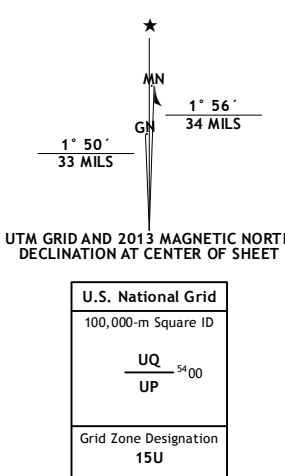 ★
MN
GN
1° 56´
34 MILS
1° 50´
33 MILS
UTM GRID AND 2013 MAGNETIC NORTH
DECLINATION AT CENTER OF SHEET
U.S. National Grid
100,000-m Square ID
UQ
5400
UP
Grid Zone Designation
15U